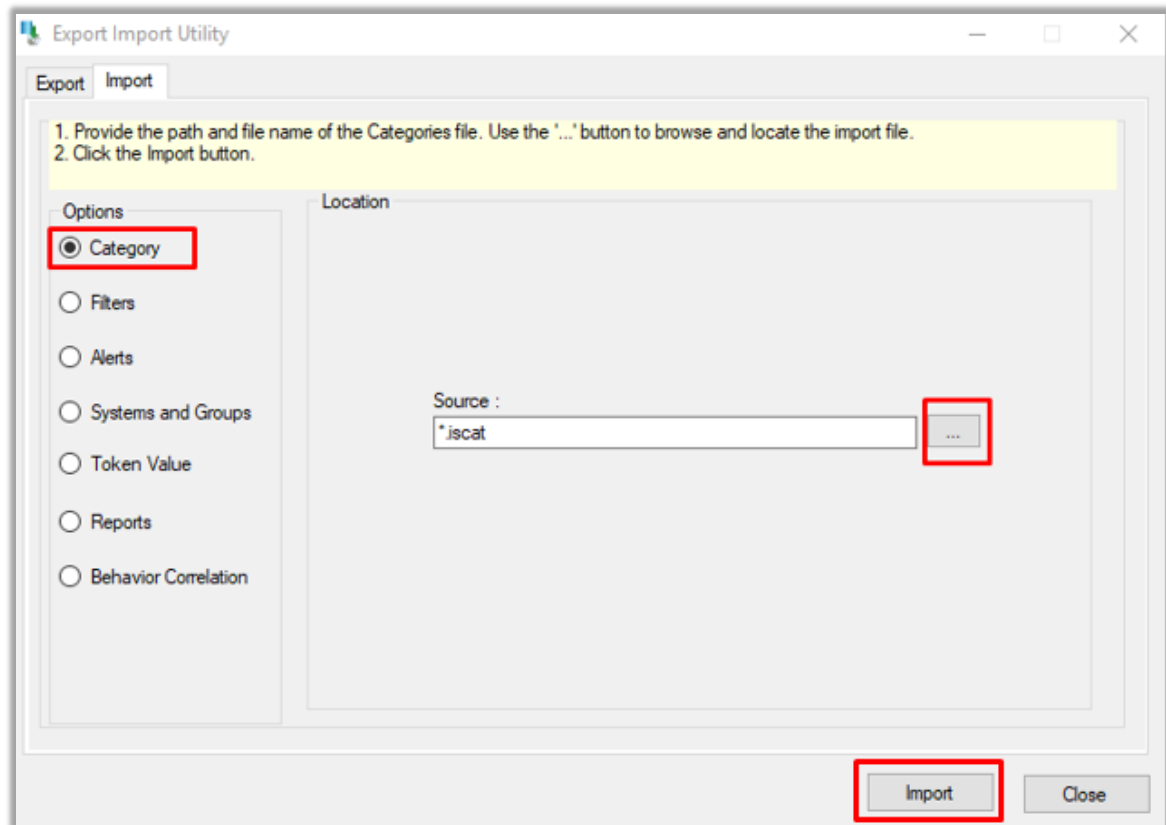 Export Import Utility
Export Import
1. Provide the path and file name of the Categories file. Use the '...' button to browse and locate the import file.
2. Click the Import button.
Options
Location
Category
Filters
Alerts
Systems and Groups
Token Value
Reports
Behavior Correlation
Source :
*.iscat
...
Import
Close